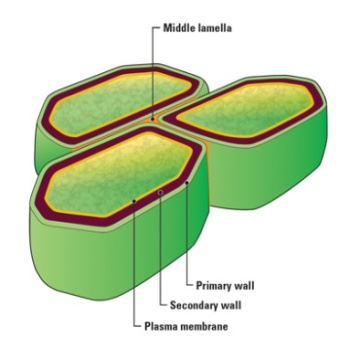 Middle lamella
Primary wall
Secondary wall
Plasma membrane